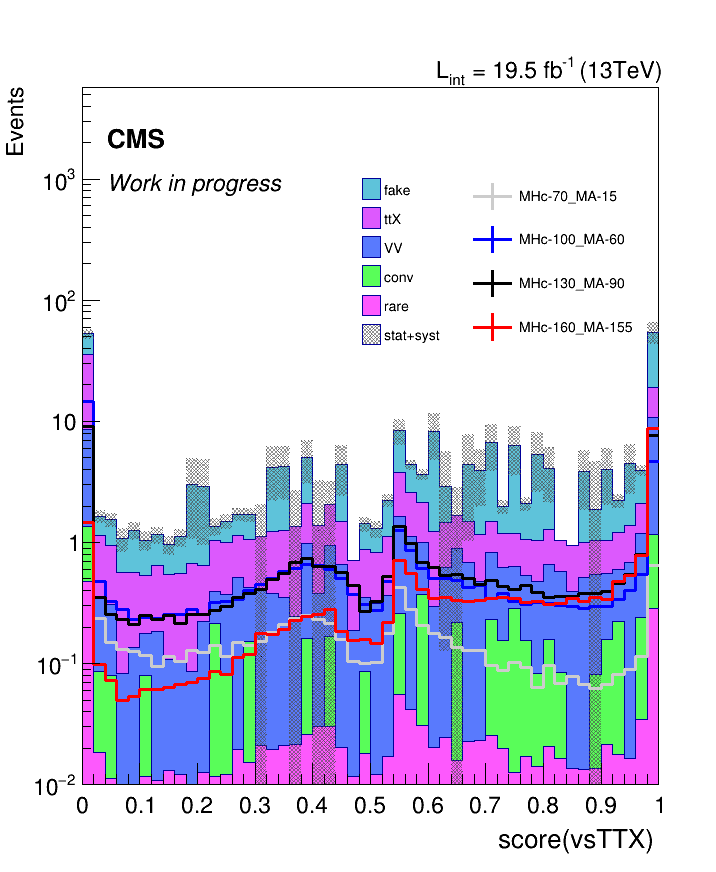 L_int = 19.5 fb^-1 (13TeV)
Events
CMS
Work in progress
fake
ttX
VV
conv
rare
stat+syst
MHc-70_MA-15
MHc-100_MA-60
MHc-130_MA-90
MHc-160_MA-155
10^3
10^2
10
1
10^-1
10^-2
0 0.1 0.2 0.3 0.4 0.5 0.6 0.7 0.8 0.9 1
score(vsTTX)